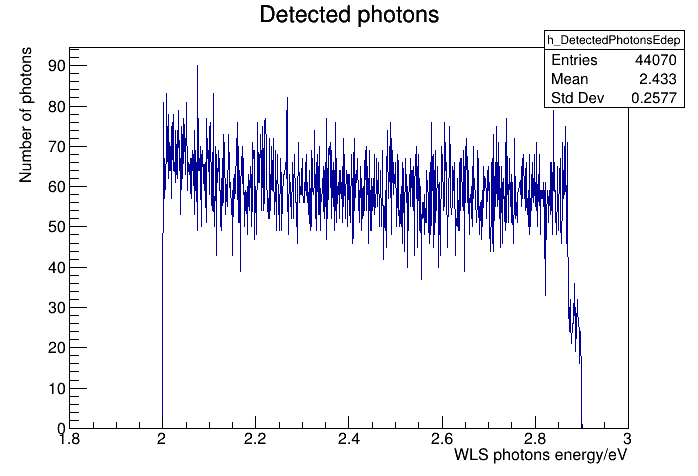 Detected photons
h_DetectedPhotonsEdep
Entries 44070
Mean 2.433
Std Dev 0.2577
Number of photons
90
80
70
60
50
40
30
20
10
0
1.8 2 2.2 2.4 2.6 2.8 3
WLS photons energy/eV